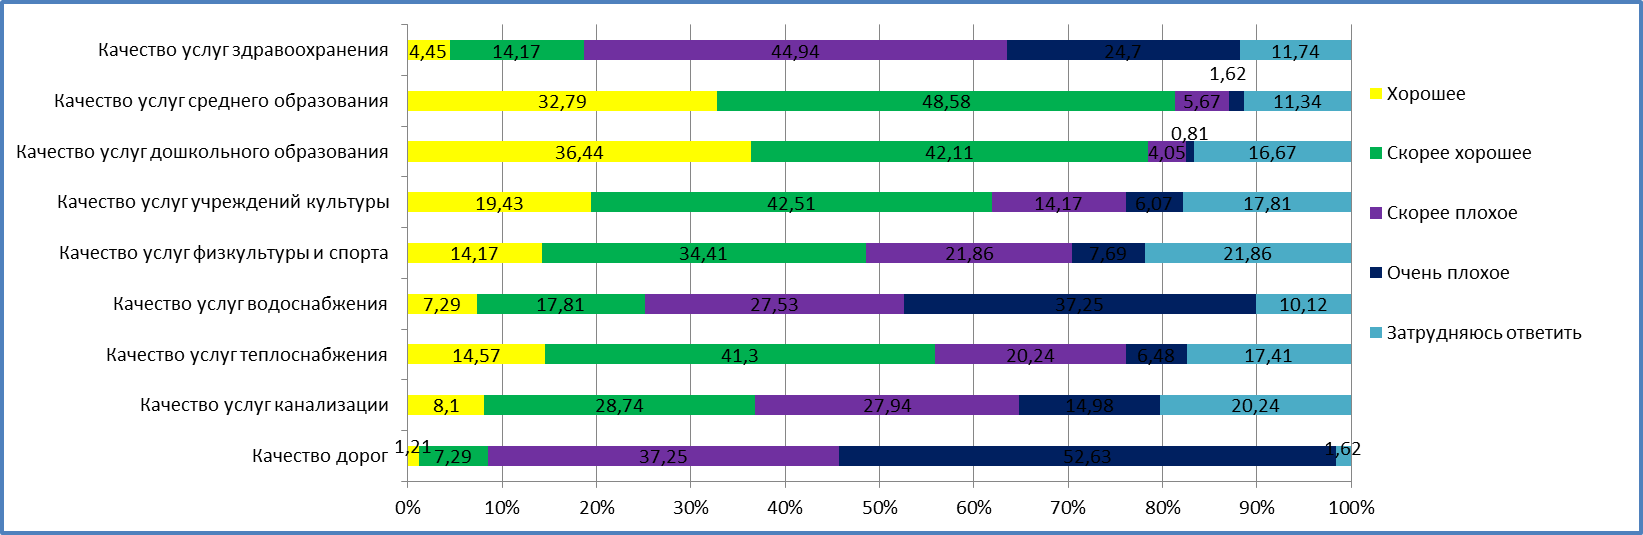 Качество услуг здравоохранения 4,45 14,17 44,94 24,7 11,74
1,62
Качество услуг среднего образования 32,79 48,58 5,67 11,34
0,81
Качество услуг дошкольного образования 36,44 42,11 4,05 16,67
Качество услуг учреждений культуры 19,43 42,51 14,17 6,07 17,81
Качество услуг физкультуры и спорта 14,17 34,41 21,86 7,69 21,86
Качество услуг водоснабжения 7,29 17,81 27,53 37,25 10,12
Качество услуг теплоснабжения 14,57 41,3 20,24 6,48 17,41
Качество услуг канализации 8,1 28,74 27,94 14,98 20,24
Качество дорог 1,21 7,29 37,25 52,63 1,62
0% 10% 20% 30% 40% 50% 60% 70% 80% 90% 100%
Хорошее
Скорее хорошее
Скорее плохое
Очень плохое
Затрудняюсь ответить